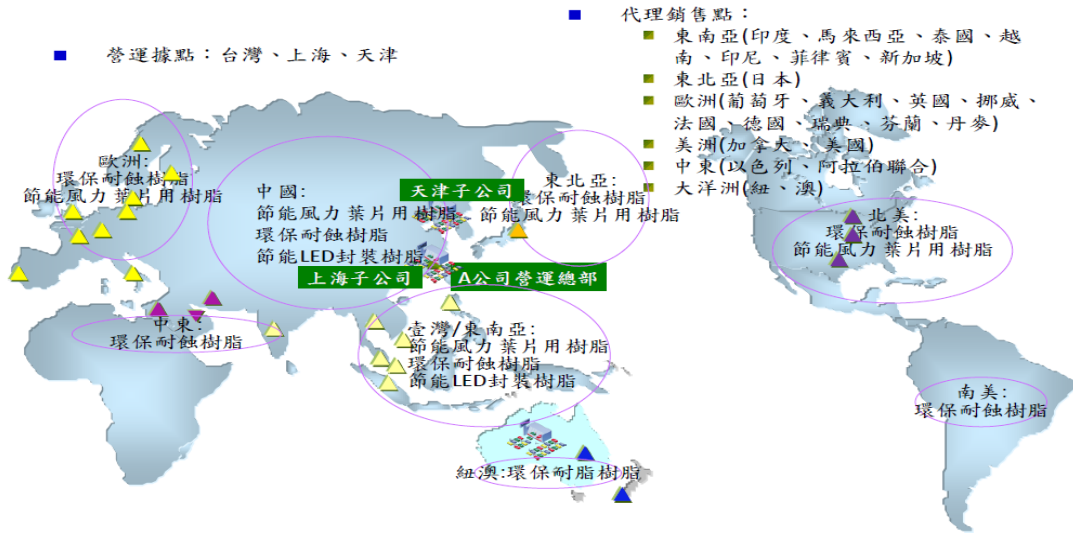 營運據點：台灣、上海、天津
代理銷售點：
東南亞(印度、馬來西亞、泰國、越
南、印尼、菲律賓、新加坡)
東北亞(日本)
歐洲(葡萄牙、義大利、英國、挪威、
法國、德國、瑞典、芬蘭、丹麥)
美洲(加拿大、美國)
中東(以色列、阿拉伯聯合)
大洋洲(紐、澳)
歐洲:
環保耐蝕樹脂
節能風力葉片用樹脂
中國:
節能風力葉片用樹脂
環保耐蝕樹脂
節能LED封裝樹脂
天津子公司
上海子公司
A公司營運總部
東北亞:
環保耐蝕樹脂
節能風力葉片用樹脂
北美:
環保耐蝕樹脂
節能風力葉片用樹脂
中東:
環保耐蝕樹脂
壹灣/東南亞:
節能風力葉片用樹脂
環保耐蝕樹脂
節能LED封裝樹脂
南美:
環保耐蝕樹脂
紐澳:環保耐脂樹脂